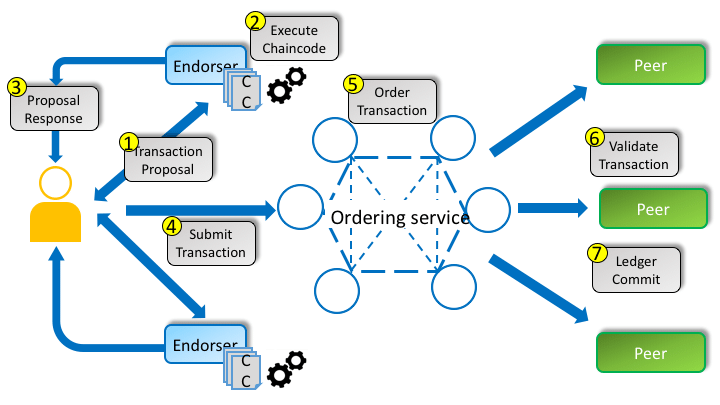 2
Execute
Chaincode
Endorser
C
C
3
Proposal
Response
1
Transaction
Proposal
5
Order
Transaction
Peer
6
Validate
Transaction
4
Submit
Transaction
Ordering service
Peer
7
Ledger
Commit
Endorser
C
C
Peer